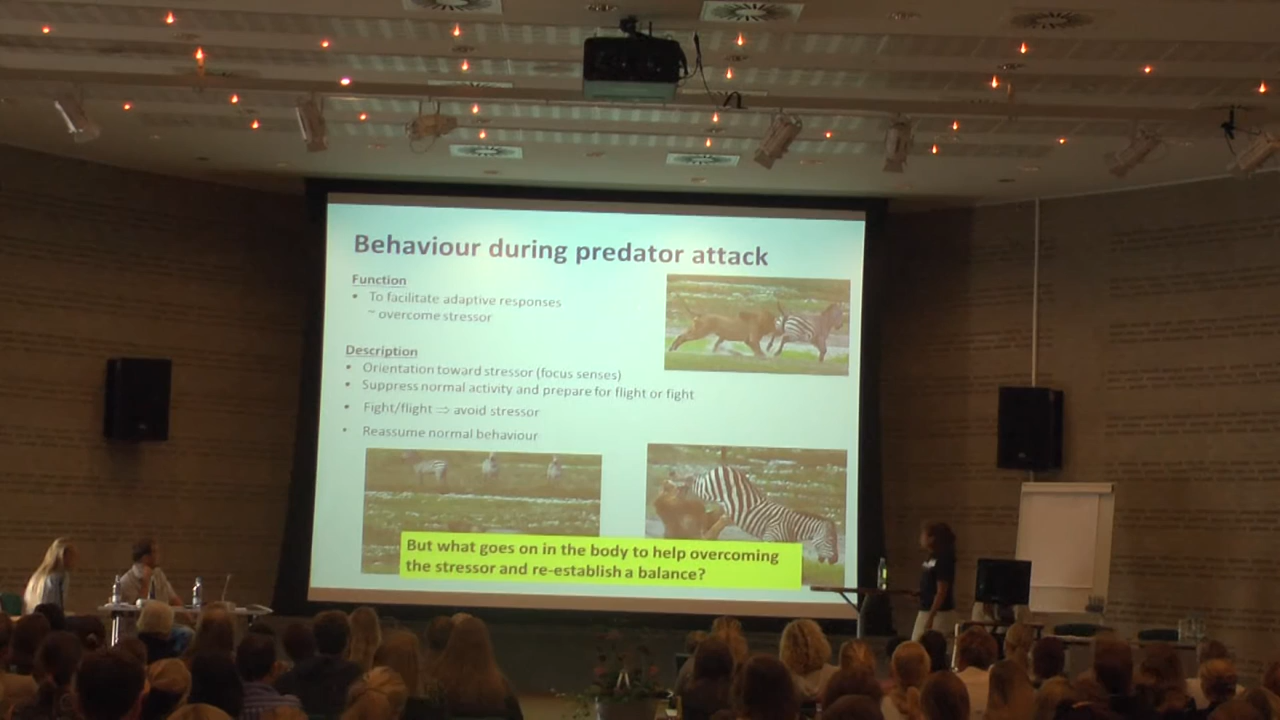 Behaviour during predator attack
Function
• To facilitate adaptive responses
~ overcome stressor
Description
• Orientation toward stressor (focus senses)
• Suppress normal activity and prepare for flight or fight
• Fight/flight ⇒ avoid stressor
• Reassume normal behaviour
But what goes on in the body to help overcoming
the stressor and re-establish a balance?